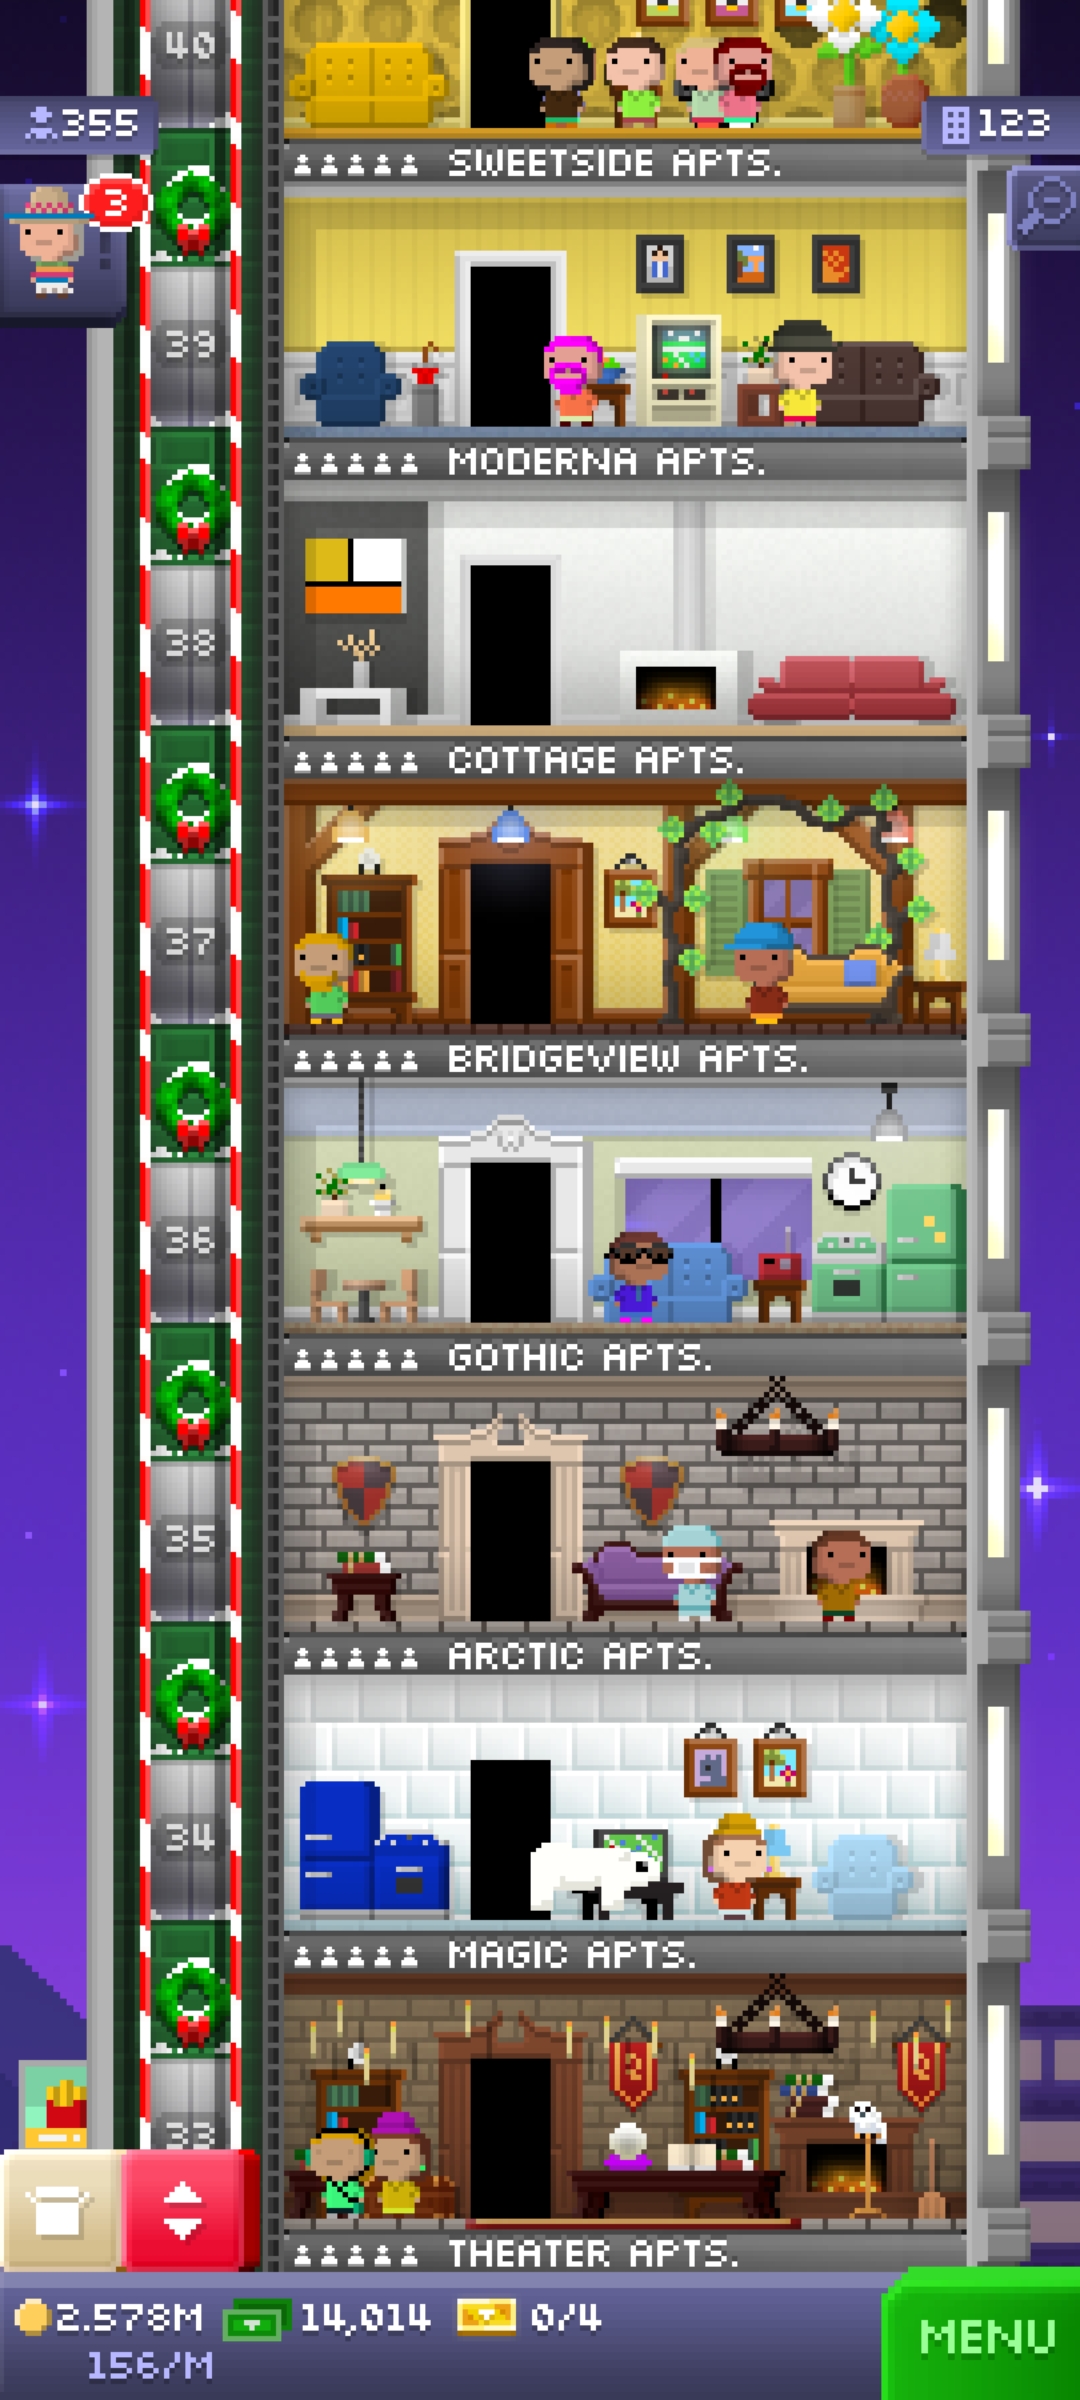 40
355
123
SWEETSIDE APTS.
3
39
MODERNA APTS.
38
COTTAGE APTS.
37
BRIDGEVIEW APTS.
36
GOTHIC APTS.
35
ARCTIC APTS.
34
MAGIC APTS.
33
THEATER APTS.
2.578M 14,014 0/4
156/M
MENU